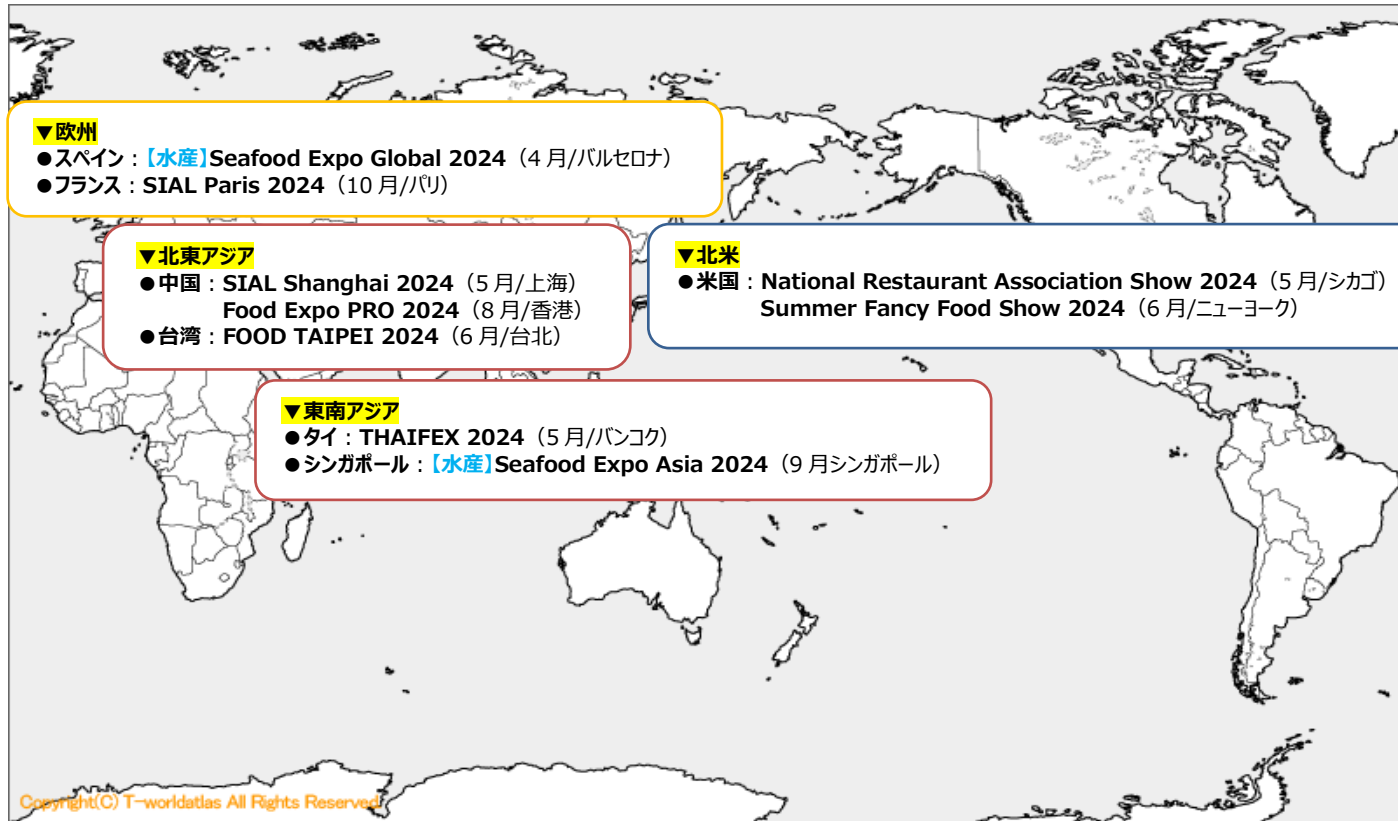 ▼欧州
●スペイン：【水産】Seafood Expo Global 2024（4 月/バルセロナ）
●フランス：SIAL Paris 2024（10 月/パリ）
▼北東アジア
●中国：SIAL Shanghai 2024（5 月/上海）
Food Expo PRO 2024（8 月/香港）
●台湾：FOOD TAIPEI 2024（6 月/台北）
▼北米
●米国：National Restaurant Association Show 2024（5 月/シカゴ）
Summer Fancy Food Show 2024（6 月/ニューヨーク）
▼東南アジア
●タイ：THAIFEX 2024（5 月/バンコク）
●シンガポール：【水産】Seafood Expo Asia 2024（9 月シンガポール）
Copyright(C) T-worldatlas All Rights Reserved